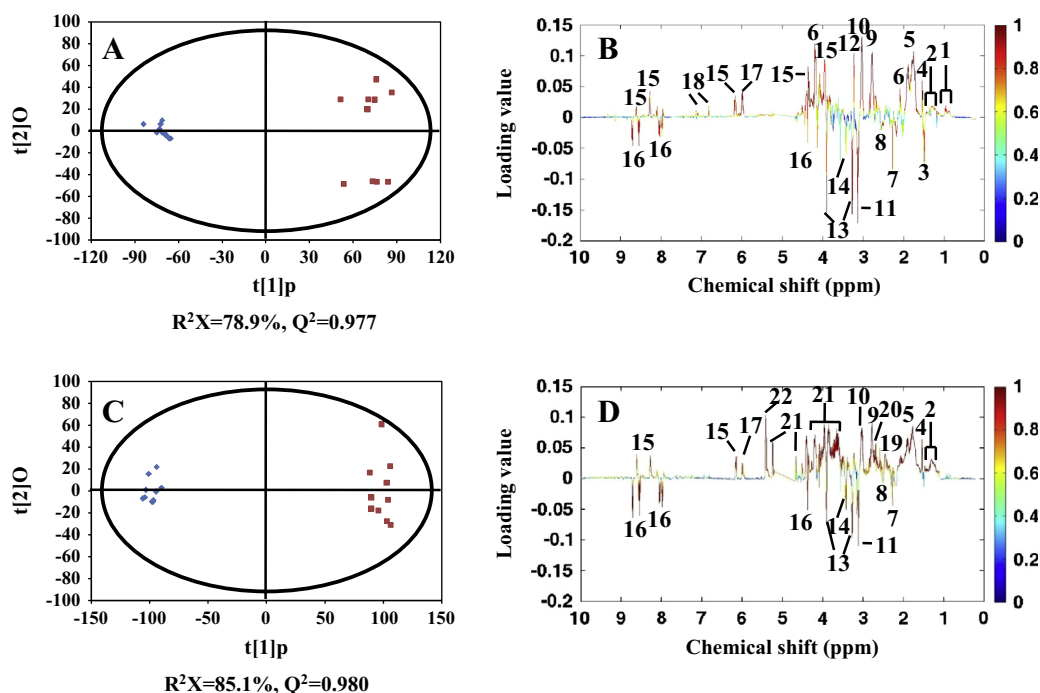 A
t[2]O
100
80
60
40
20
0
-20
-40
-60
-80
-100
-120 -90 -60 -30 0 30 60 90 120
t[1]p
R²X=78.9%, Q²=0.977
B
Loading value
0.15
0.1
0.05
0
-0.05
-0.1
-0.15
-0.2
10 9 8 7 6 5 4 3 2 1 0
Chemical shift (ppm)
15 16 16 18 15 17 15 6 15 12 10 9 5 6 4 2 1
16 14 13 11 8 7 3
1
0.8
0.6
0.4
0.2
0
C
t[2]O
100
80
60
40
20
0
-20
-40
-60
-80
-100
-150 -100 -50 0 50 100 150
t[1]p
R²X=85.1%, Q²=0.980
D
Loading value
0.15
0.1
0.05
0
-0.05
-0.1
-0.15
-0.2
10 9 8 7 6 5 4 3 2 1 0
Chemical shift (ppm)
15 16 16 15 17 22 21 21 10 9 20 19 5 4 2
16 14 13 11 8 7
1
0.8
0.6
0.4
0.2
0